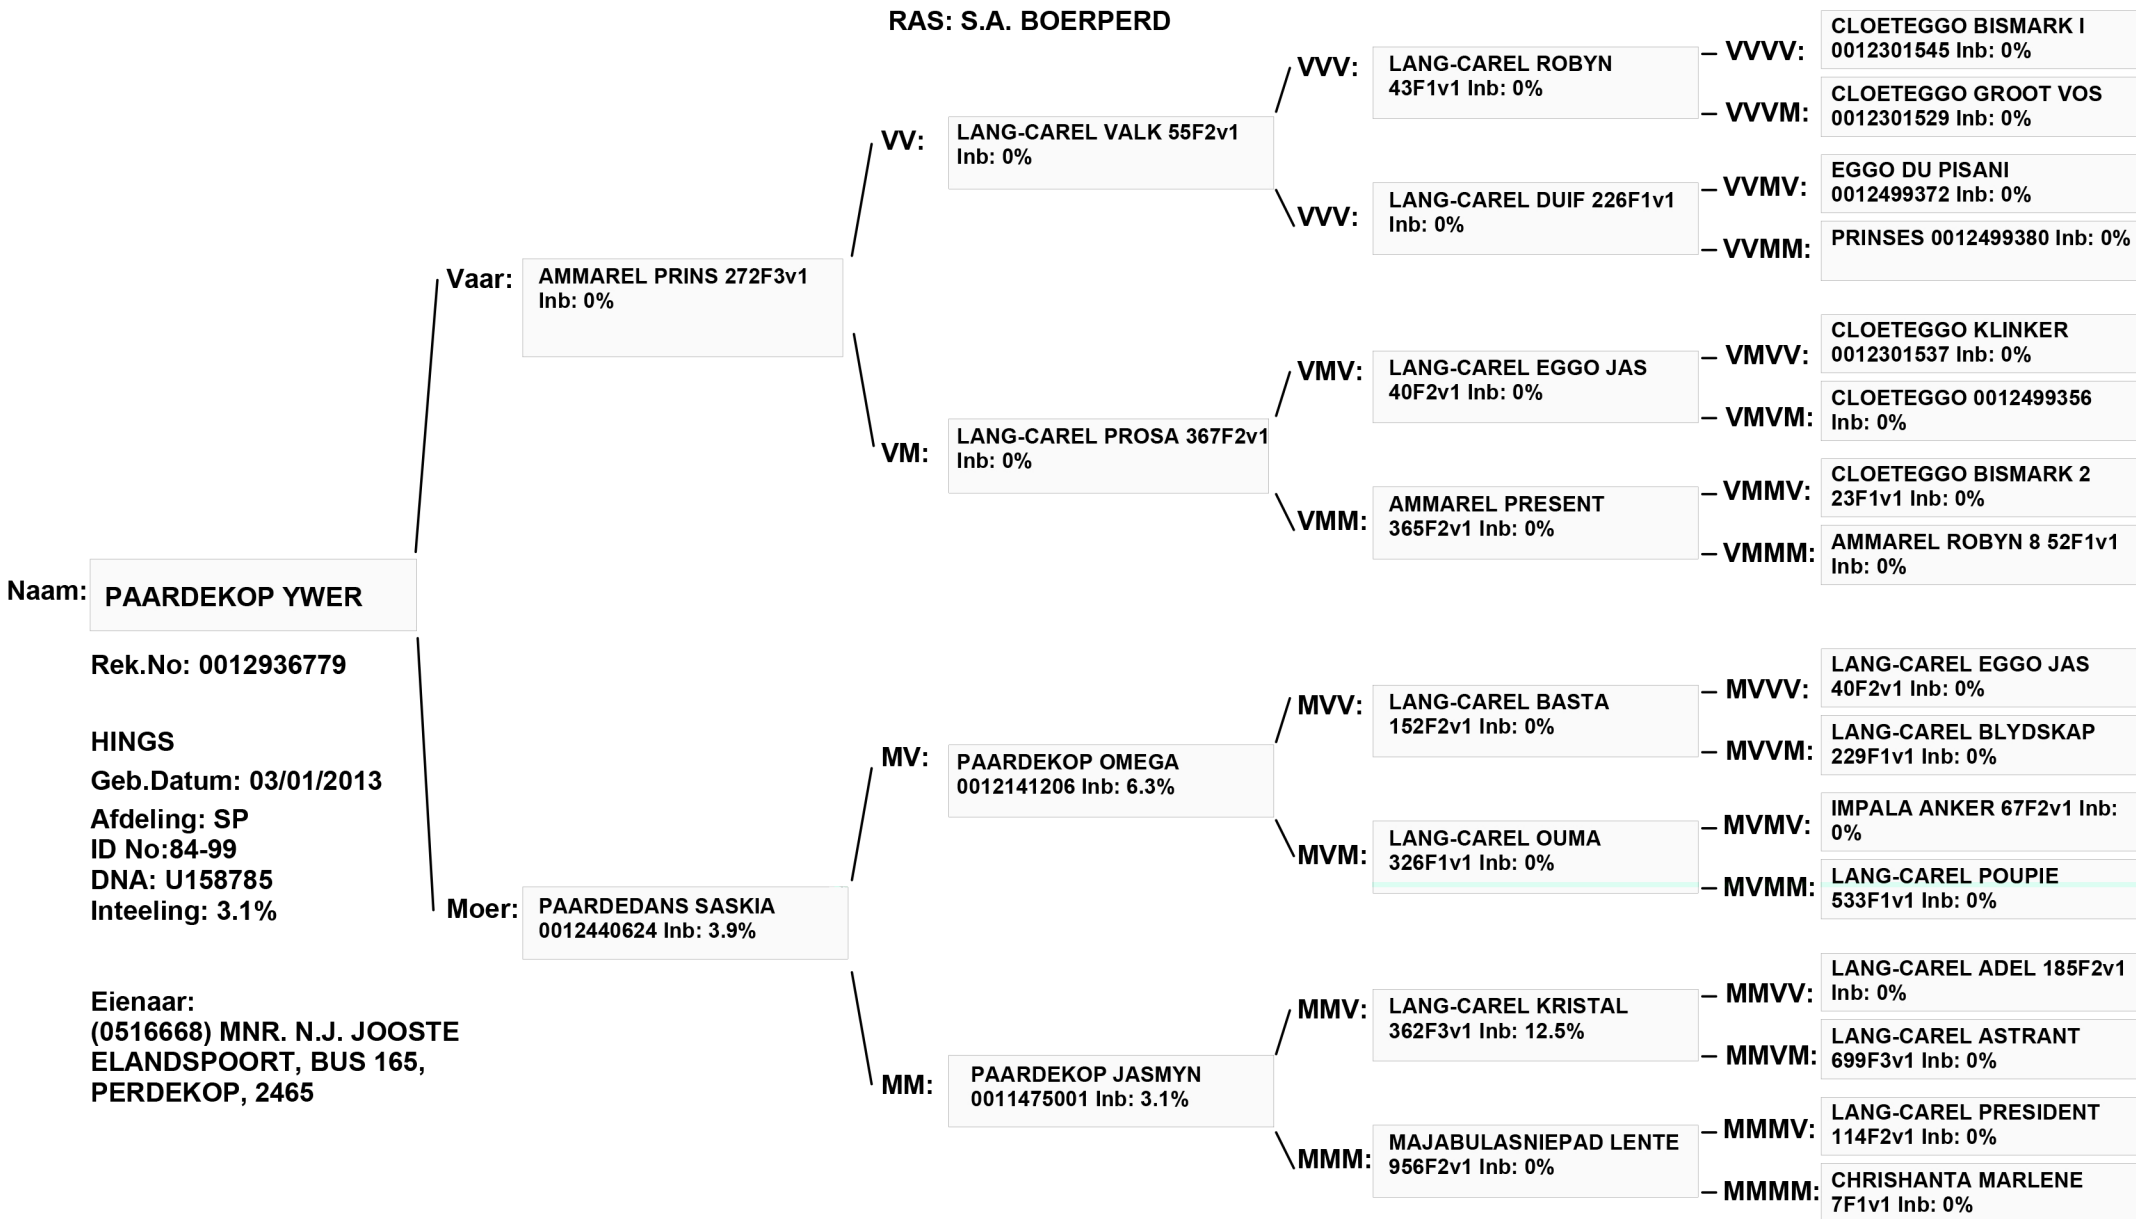 RAS: S.A. BOERPERD
Naam:
PAARDEKOP YWER
Rek.No: 0012936779
HINGS
Geb.Datum: 03/01/2013
Afdeling: SP
ID No:84-99
DNA: U158785
Inteeling: 3.1%
Eienaar:
(0516668) MNR. N.J. JOOSTE
ELANDSPOORT, BUS 165,
PERDEKOP, 2465
Vaar:
AMMAREL PRINS 272F3v1
Inb: 0%
Moer:
PAARDEDANS SASKIA
0012440624 Inb: 3.9%
VV:
LANG-CAREL VALK 55F2v1
Inb: 0%
VM:
LANG-CAREL PROSA 367F2v1
Inb: 0%
MV:
PAARDEKOP OMEGA
0012141206 Inb: 6.3%
MM:
PAARDEKOP JASMYN
0011475001 Inb: 3.1%
VVV:
LANG-CAREL ROBYN
43F1v1 Inb: 0%
VVV:
LANG-CAREL DUIF 226F1v1
Inb: 0%
VMV:
LANG-CAREL EGGO JAS
40F2v1 Inb: 0%
VMM:
AMMAREL PRESENT
365F2v1 Inb: 0%
MVV:
LANG-CAREL BASTA
152F2v1 Inb: 0%
MVM:
LANG-CAREL OUMA
326F1v1 Inb: 0%
MMV:
LANG-CAREL KRISTAL
362F3v1 Inb: 12.5%
MMM:
MAJABULASNIEPAD LENTE
956F2v1 Inb: 0%
VVVV:
CLOETEGGO BISMARK I
0012301545 Inb: 0%
VVVM:
CLOETEGGO GROOT VOS
0012301529 Inb: 0%
VVMV:
EGGO DU PISANI
0012499372 Inb: 0%
VVMM:
PRINSES 0012499380 Inb: 0%
VMVV:
CLOETEGGO KLINKER
0012301537 Inb: 0%
VMVM:
CLOETEGGO 0012499356
Inb: 0%
VMMV:
CLOETEGGO BISMARK 2
23F1v1 Inb: 0%
VMMM:
AMMAREL ROBYN 8 52F1v1
Inb: 0%
MVVV:
LANG-CAREL EGGO JAS
40F2v1 Inb: 0%
MVVM:
LANG-CAREL BLYDSKAP
229F1v1 Inb: 0%
MVMV:
IMPALA ANKER 67F2v1 Inb:
0%
MVMM:
LANG-CAREL POUPIE
533F1v1 Inb: 0%
MMVV:
LANG-CAREL ADEL 185F2v1
Inb: 0%
MMVM:
LANG-CAREL ASTRANT
699F3v1 Inb: 0%
MMMV:
LANG-CAREL PRESIDENT
114F2v1 Inb: 0%
MMMM:
CHRISHANTA MARLENE
7F1v1 Inb: 0%